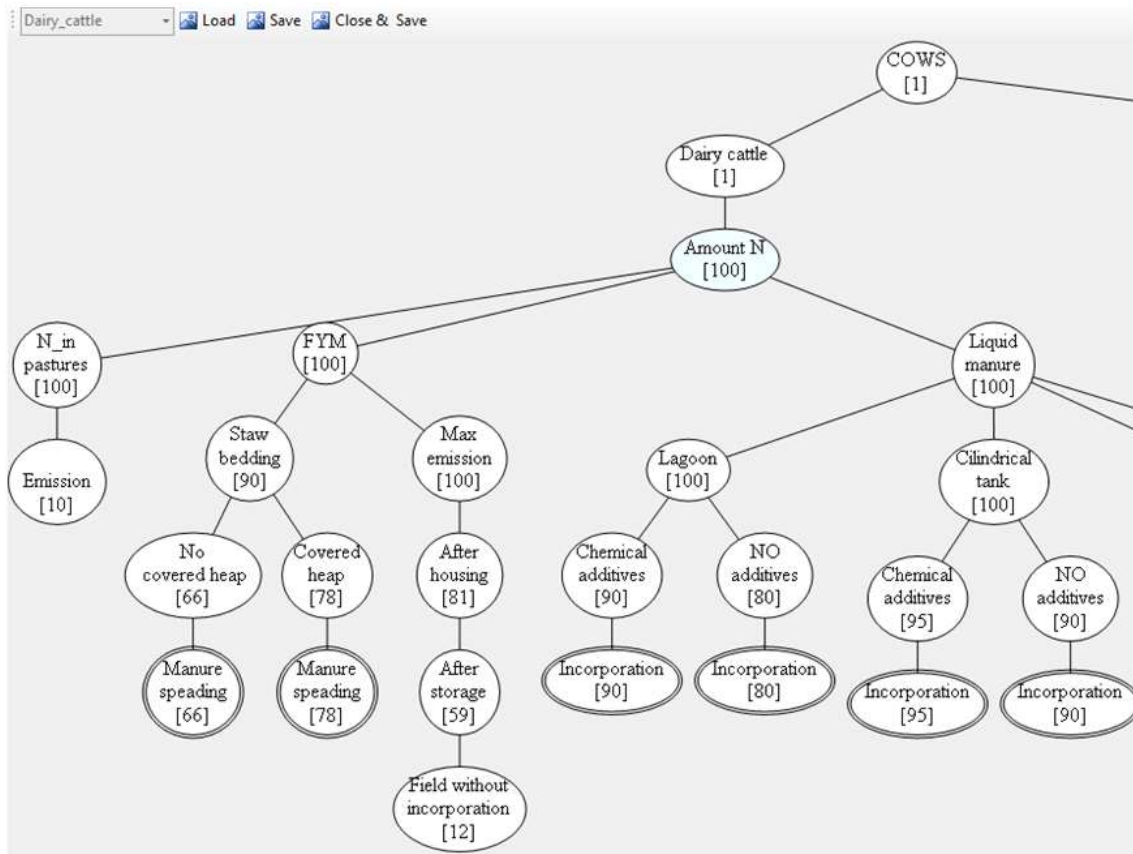 Dairy_cattle Load Save Close & Save
COWS
[1]
Dairy cattle
[1]
Amount N
[100]
N_in
pastures
[100]
FYM
[100]
Liquid
manure
[100]
Emission
[10]
Staw
bedding
[90]
Max
emission
[100]
Lagoon
[100]
Cilindrical
tank
[100]
No
covered heap
[66]
Covered
heap
[78]
After
housing
[81]
Chemical
additives
[90]
NO
additives
[80]
Chemical
additives
[95]
NO
additives
[90]
Manure
speading
[66]
Manure
speading
[78]
After
storage
[59]
Incorporation
[90]
Incorporation
[80]
Incorporation
[95]
Incorporation
[90]
Field without
incorporation
[12]